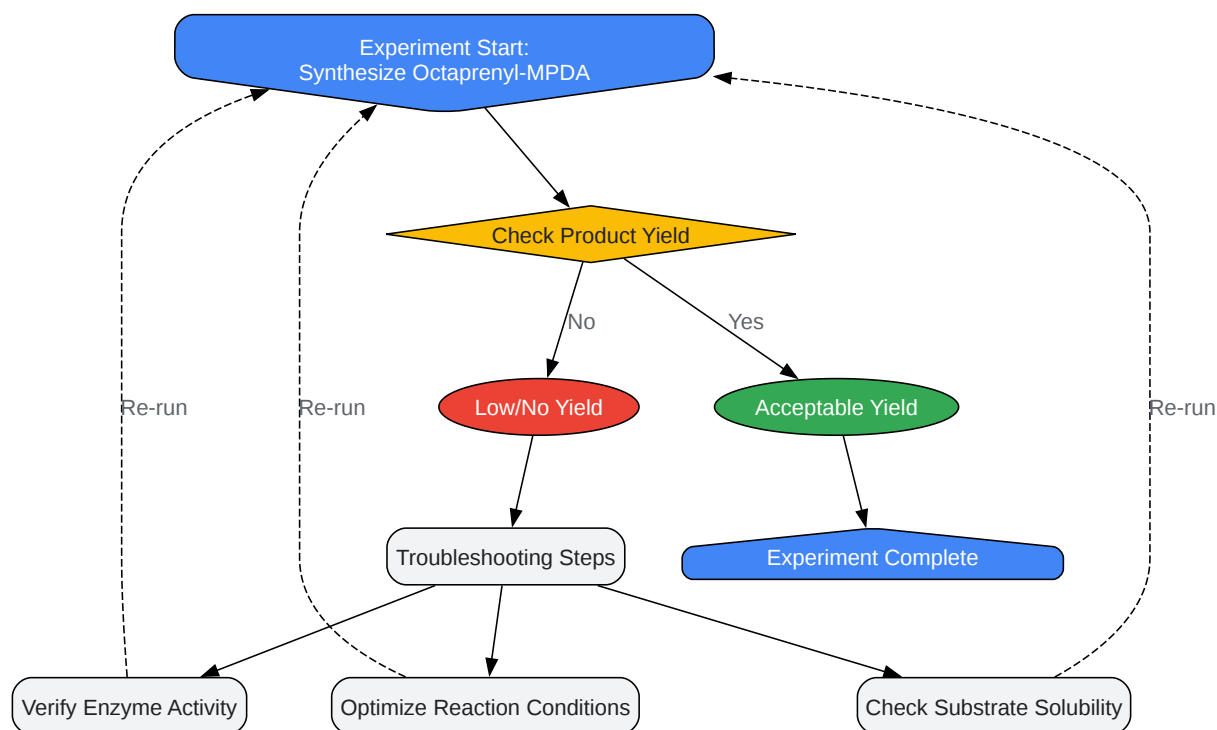 Experiment Start:
Synthesize Octaprenyl-MPDA
Check Product Yield
No
Yes
Re-run
Re-run
Low/No Yield
Acceptable Yield
Re-run
Troubleshooting Steps
Experiment Complete
Verify Enzyme Activity
Optimize Reaction Conditions
Check Substrate Solubility